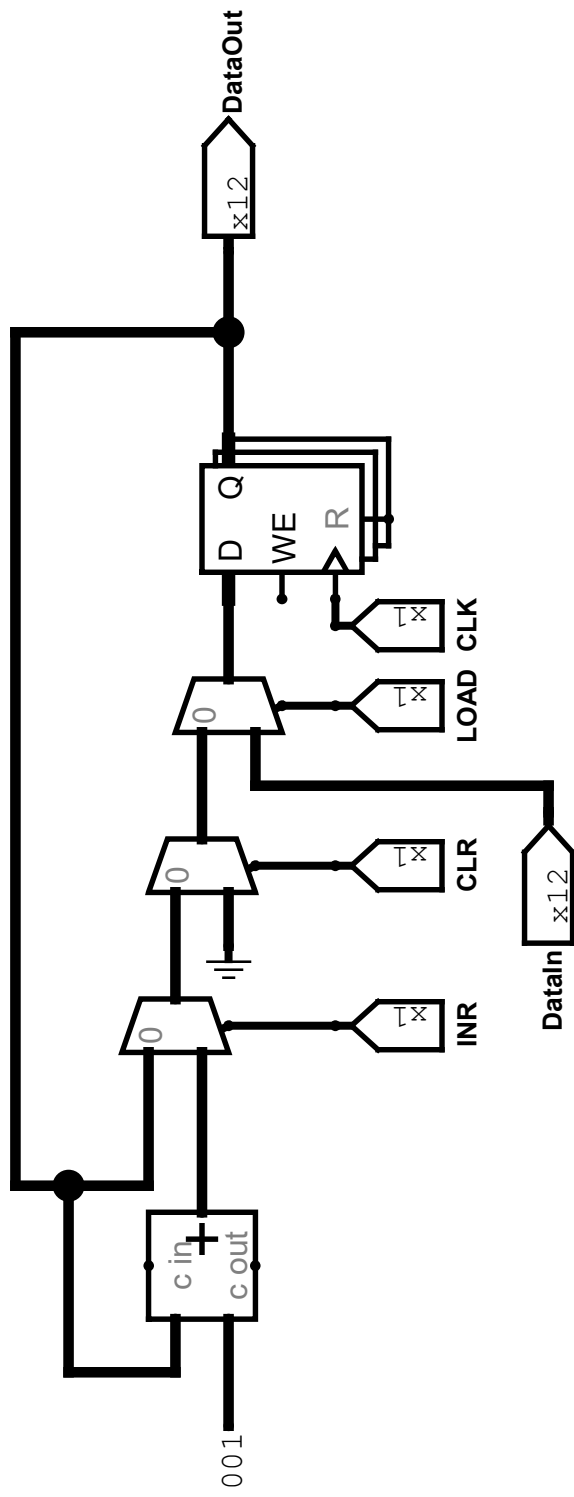 DataOut
x12
D
Q
WE
R
0
x1
CLK
x1
LOAD
0
x1
CLR
x12
DataIn
0
x1
INR
c in
+
c out
001